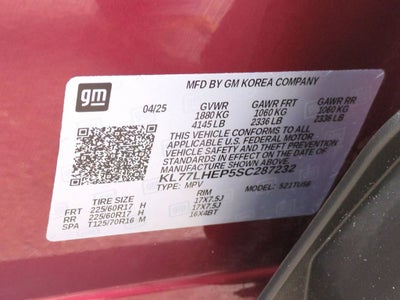 gm
MFD BY GM KOREA COMPANY
04/25 GVWR GAWR FRT GAWR RR
1880 KG 1060 KG 1060 KG
4145 LB 2336 LB 2336 LB
THIS VEHICLE CONFORMS TO ALL
APPLICABLE U.S. FEDERAL MOTOR
VEHICLE SAFETY, BUMPER, AND THEFT
PREVENTION STANDARDS IN EFFECT
ON THE DATE OF
MANUFACTURE SHOWN ABOVE.
KL77LHEP5SC287232
TYPE: MPV MODEL: 5Z1TU56
TIRE SIZE RIM
FRT 225/60R17 H 17X7.5J
RR 225/60R17 H 17X7.5J
SPA T125/70R16 M 16X4BT